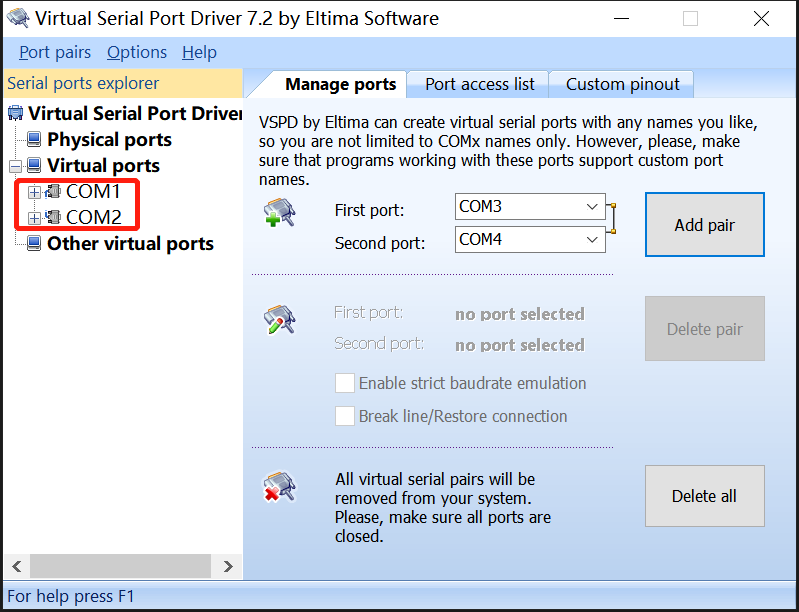 Virtual Serial Port Driver 7.2 by Eltima Software
Port pairs Options Help
Serial ports explorer
Manage ports Port access list Custom pinout
Virtual Serial Port Driver
Physical ports
Virtual ports
COM1
COM2
Other virtual ports
VSPD by Eltima can create virtual serial ports with any names you like,
so you are not limited to COMx names only. However, please, make
sure that programs working with these ports support custom port
names.
First port: COM3
Second port: COM4
Add pair
First port: no port selected
Second port: no port selected
Delete pair
Enable strict baudrate emulation
Break line/Restore connection
All virtual serial pairs will be
removed from your system.
Please, make sure all ports are
closed.
Delete all
For help press F1